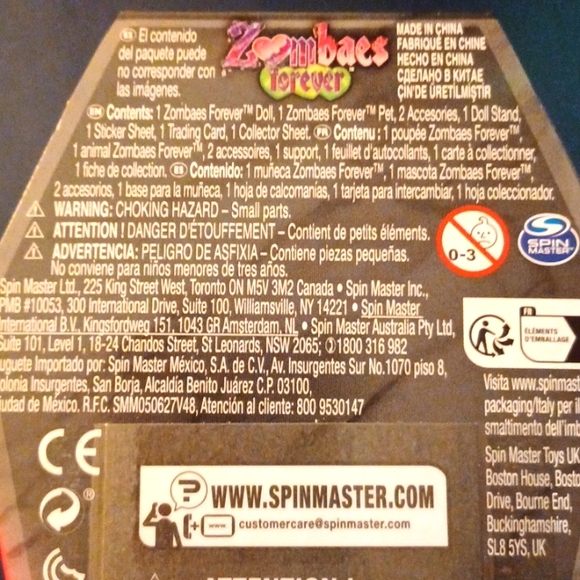 ES El contenido
del paquete puede
no corresponder con
las imágenes.
Zombaes
forever
MADE IN CHINA
FABRIQUÉ EN CHINE
HECHO EN CHINA
СДЕЛАНО В КИТАЕ
ÇİN'DE ÜRETİLMİŞTİR
EN Contents: 1 Zombaes Forever™ Doll, 1 Zombaes Forever™ Pet, 2 Accesories, 1 Doll Stand,
1 Sticker Sheet, 1 Trading Card, 1 Collector Sheet. FR Contenu : 1 poupée Zombaes Forever™,
1 animal Zombaes Forever™, 2 accessoires, 1 support, 1 feuillet d'autocollants, 1 carte à collectionner,
1 fiche de collection. ES Contenido: 1 muñeca Zombaes Forever™, 1 mascota Zombaes Forever™,
2 accesorios, 1 base para la muñeca, 1 hoja de calcomanías, 1 tarjeta para intercambiar, 1 hoja coleccionador.
WARNING: CHOKING HAZARD – Small parts.
ATTENTION ! DANGER D'ÉTOUFFEMENT – Contient de petits éléments.
ADVERTENCIA: PELIGRO DE ASFIXIA – Contiene piezas pequeñas.
No conviene para niños menores de tres años.
0-3
SPIN
MASTER™
Spin Master Ltd., 225 King Street West, Toronto ON M5V 3M2 Canada • Spin Master Inc.,
PMB #10053, 300 International Drive, Suite 100, Williamsville, NY 14221 • Spin Master
International B.V., Kingsfordweg 151, 1043 GR Amsterdam, NL • Spin Master Australia Pty Ltd,
Suite 101, Level 1, 18-24 Chandos Street, St Leonards, NSW 2065; 1800 316 982
uguete Importado por: Spin Master México, S.A. de C.V., Av. Insurgentes Sur No.1070 piso 8,
olonia Insurgentes, San Borja, Alcaldía Benito Juárez C.P. 03100,
iudad de México. R.F.C. SMM050627V48, Atención al cliente: 800 9530147
FR
ÉLÉMENTS
D'EMBALLAGE
Visita www.spinmast
packaging/Italy per il
smaltimento dell'imb
Spin Master Toys UK
Boston House, Bosto
Drive, Bourne End,
Buckinghamshire,
SL8 5YS, UK
CE
®
?
WWW.SPINMASTER.COM
customercare@spinmaster.com
ATTENTION !